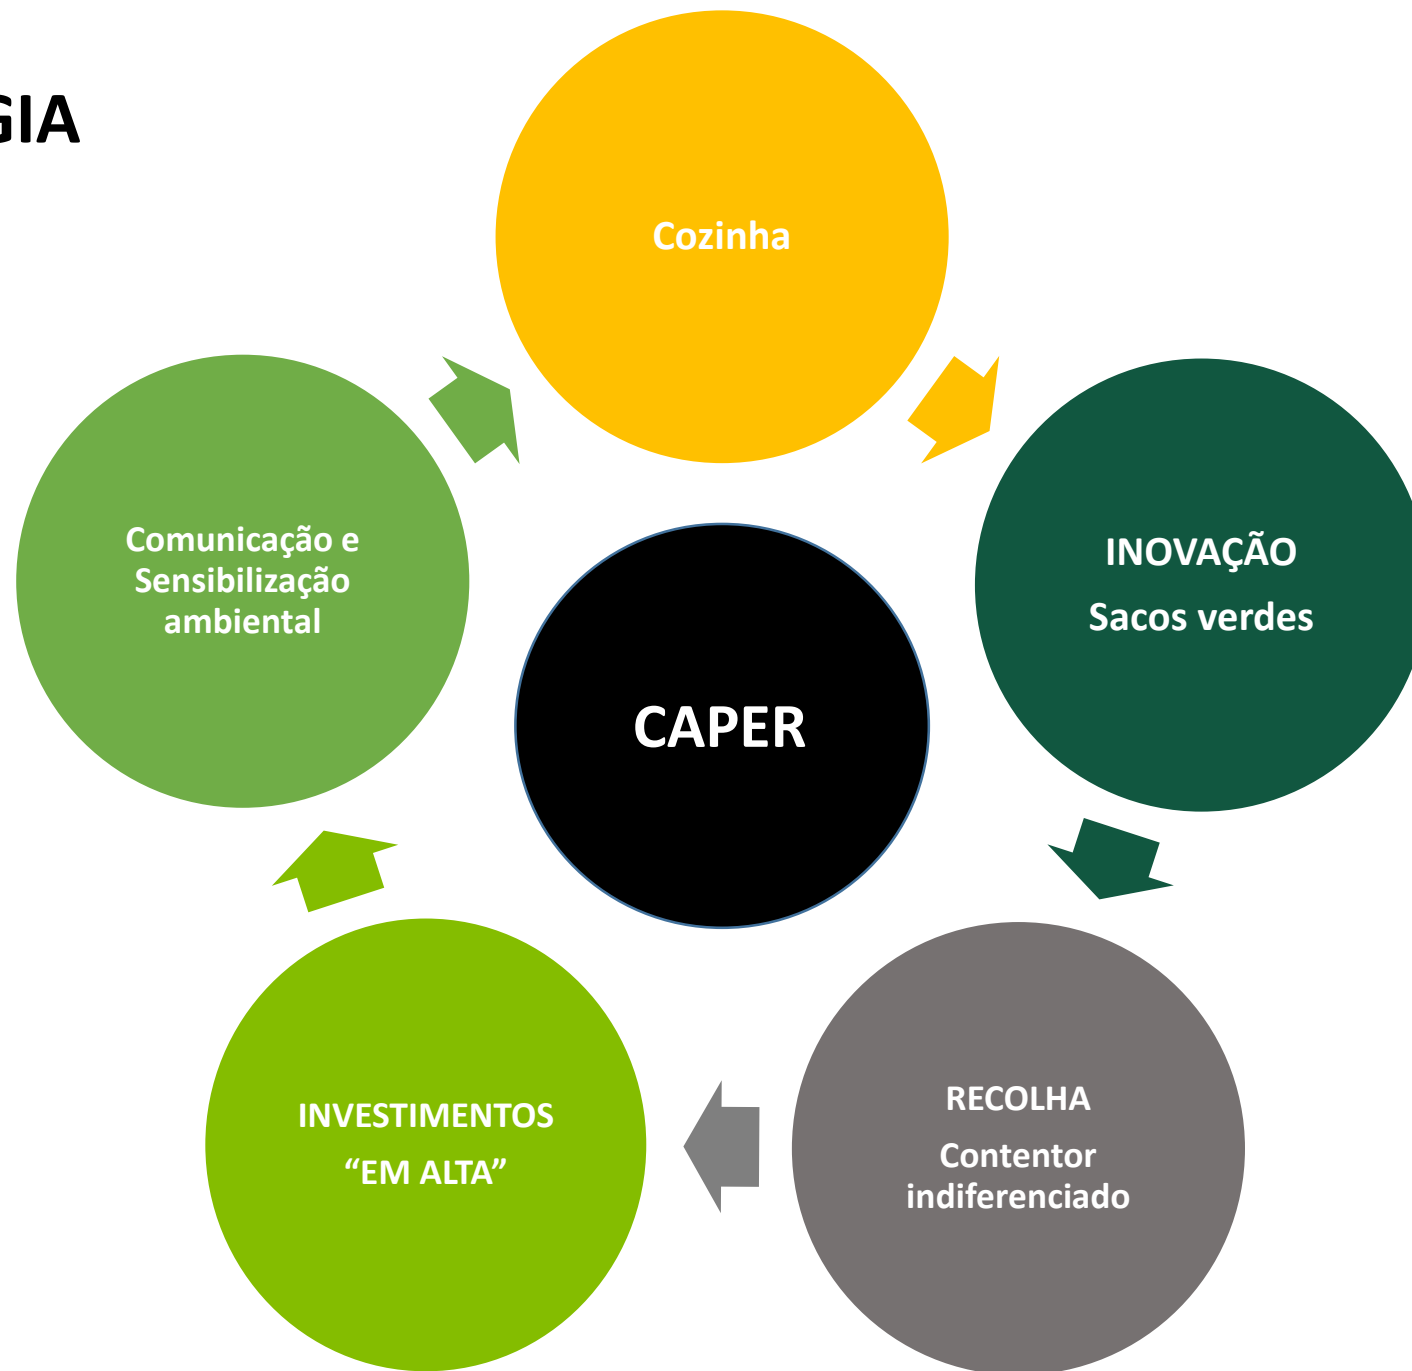 GIA
Cozinha
INOVAÇÃO
Sacos verdes
RECOLHA
Contentor
indiferenciado
INVESTIMENTOS
“EM ALTA”
Comunicação e
Sensibilização
ambiental
CAPER